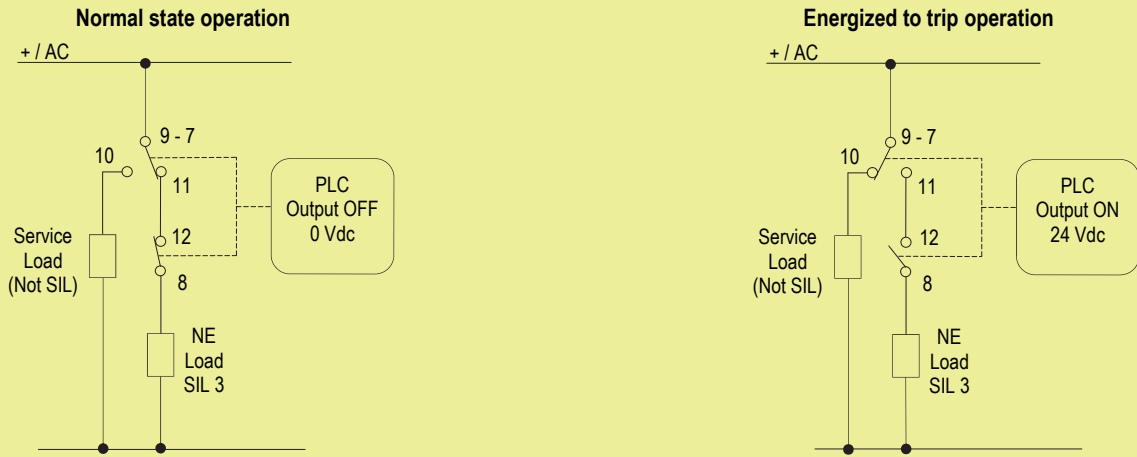 Normal state operation
+ / AC
9 - 7
10
11
12
8
PLC
Output OFF
0 Vdc
Service
Load
(Not SIL)
NE
Load
SIL 3
Energized to trip operation
+ / AC
9 - 7
10
11
12
8
PLC
Output ON
24 Vdc
Service
Load
(Not SIL)
NE
Load
SIL 3